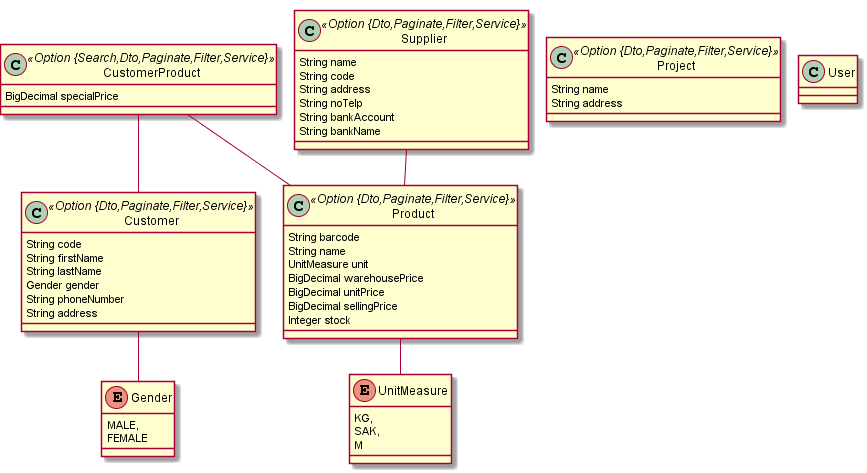 C
«Option {Search,Dto,Paginate,Filter,Service}»
CustomerProduct
BigDecimal specialPrice
C
«Option {Dto,Paginate,Filter,Service}»
Supplier
String name
String code
String address
String noTelp
String bankAccount
String bankName
C
«Option {Dto,Paginate,Filter,Service}»
Project
String name
String address
C
User
C
«Option {Dto,Paginate,Filter,Service}»
Customer
String code
String firstName
String lastName
Gender gender
String phoneNumber
String address
C
«Option {Dto,Paginate,Filter,Service}»
Product
String barcode
String name
UnitMeasure unit
BigDecimal warehousePrice
BigDecimal unitPrice
BigDecimal sellingPrice
Integer stock
E
Gender
MALE,
FEMALE
E
UnitMeasure
KG,
SAK,
M